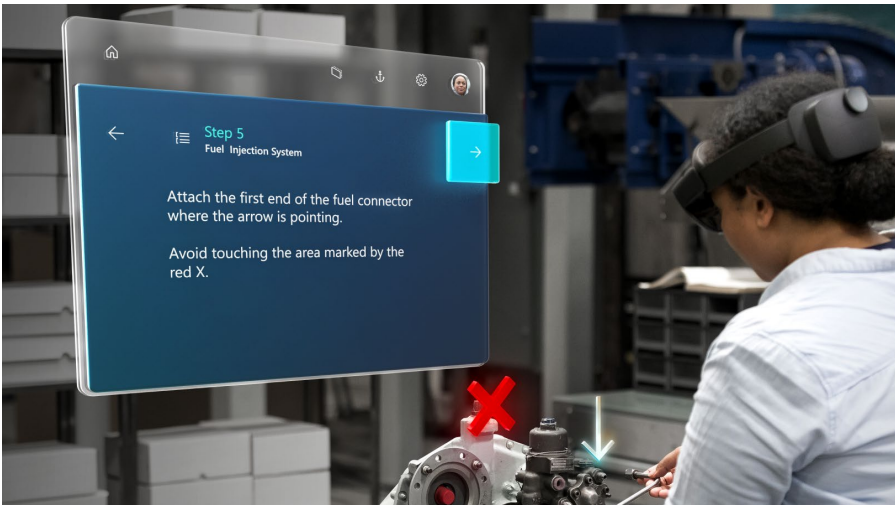 Step 5
Fuel Injection System
Attach the first end of the fuel connector
where the arrow is pointing.
Avoid touching the area marked by the
red X.